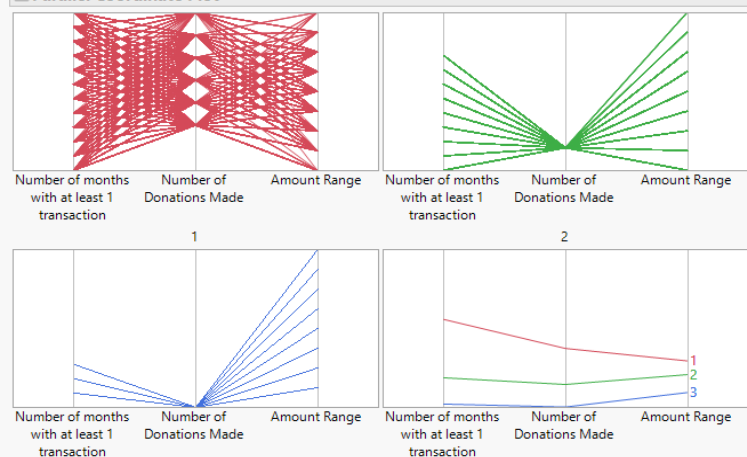 Number of months with at least 1 transaction
Number of Donations Made
Amount Range
1
Number of months with at least 1 transaction
Number of Donations Made
Amount Range
2
Number of months with at least 1 transaction
Number of Donations Made
Amount Range
1
2
3
Number of months with at least 1 transaction
Number of Donations Made
Amount Range